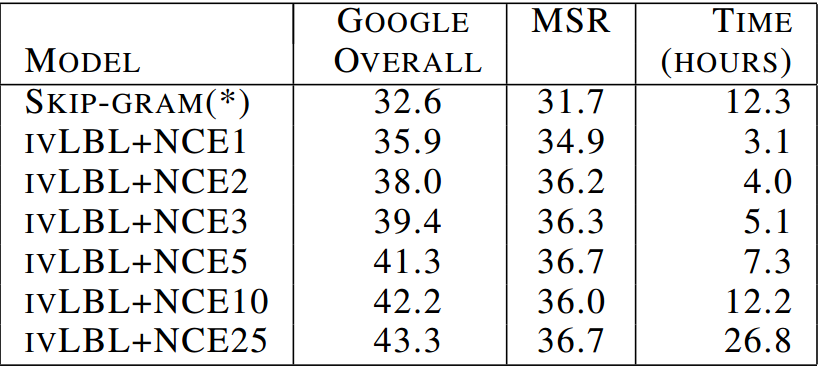 GOOGLE MSR TIME
MODEL OVERALL (HOURS)
SKIP-GRAM(*) 32.6 31.7 12.3
IVLBL+NCE1 35.9 34.9 3.1
IVLBL+NCE2 38.0 36.2 4.0
IVLBL+NCE3 39.4 36.3 5.1
IVLBL+NCE5 41.3 36.7 7.3
IVLBL+NCE10 42.2 36.0 12.2
IVLBL+NCE25 43.3 36.7 26.8